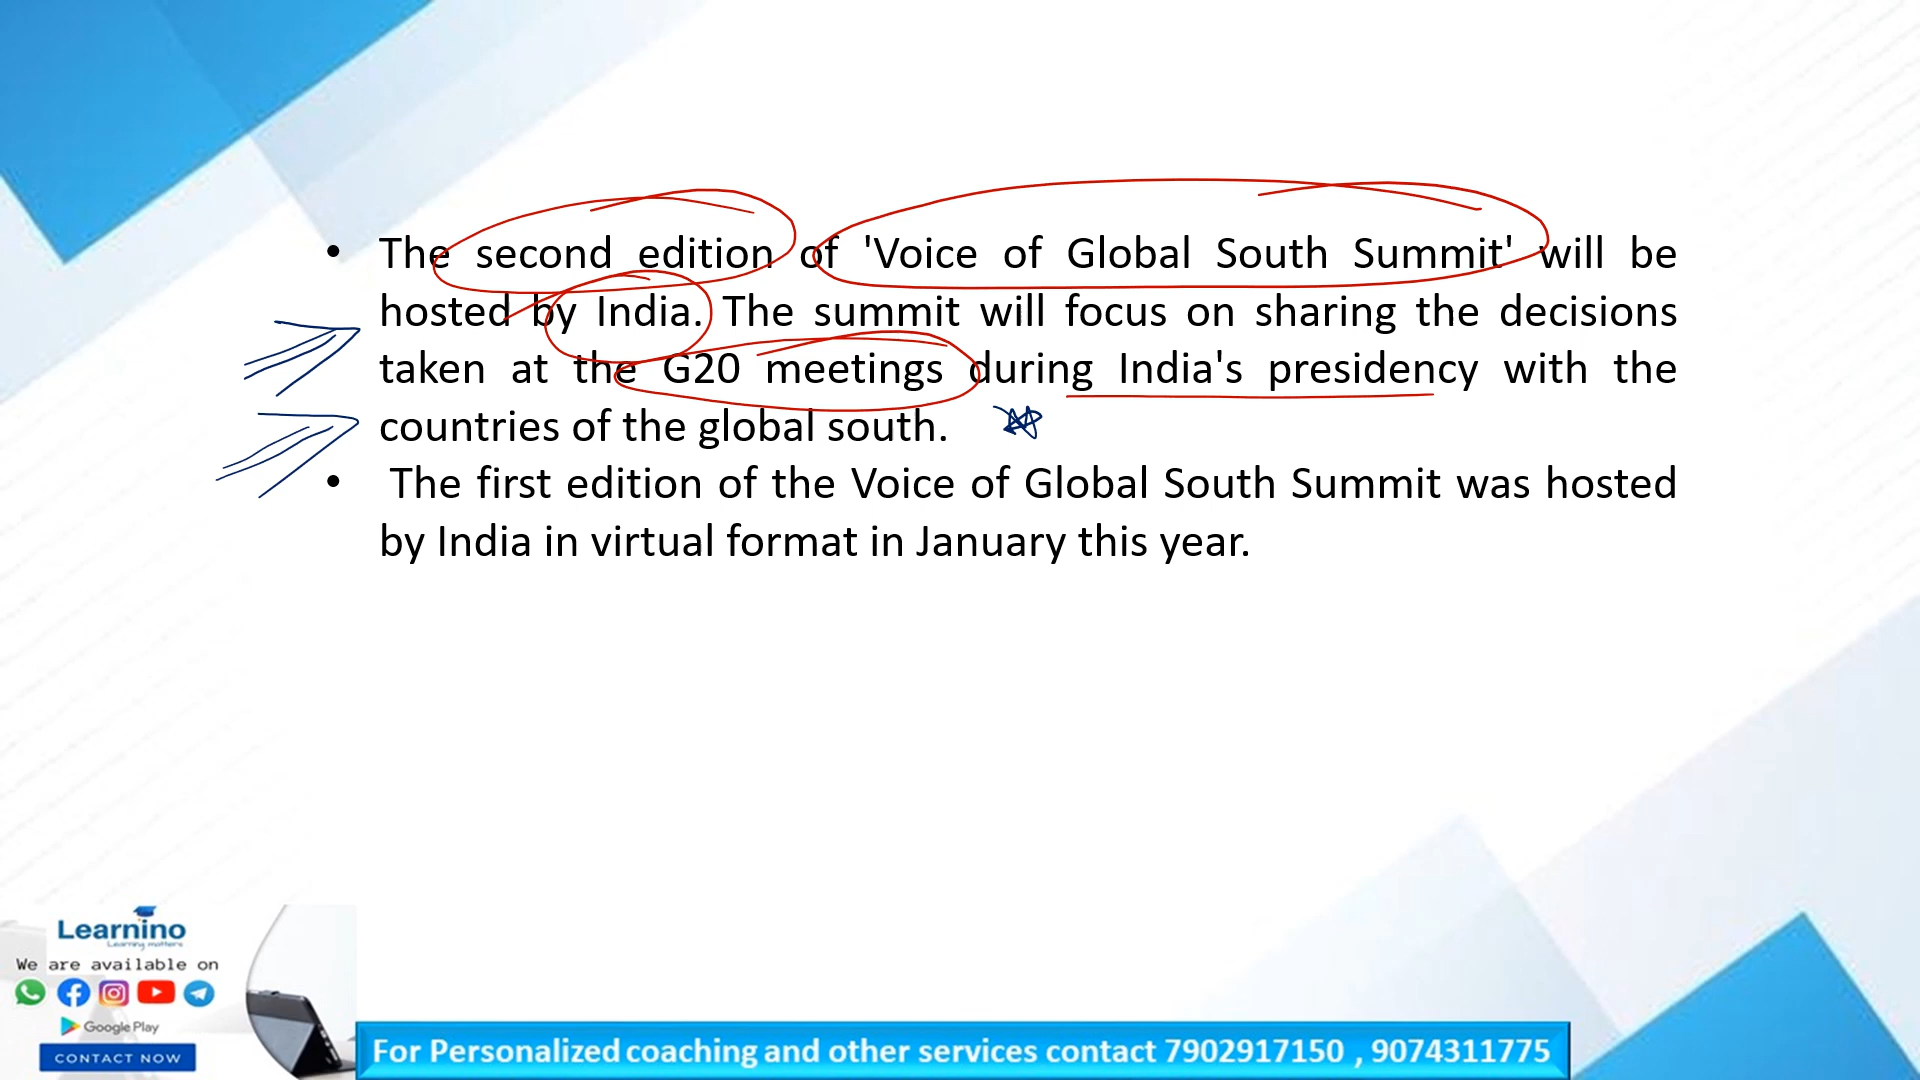 • The second edition of 'Voice of Global South Summit' will be
hosted by India. The summit will focus on sharing the decisions
taken at the G20 meetings during India's presidency with the
countries of the global south.
• The first edition of the Voice of Global South Summit was hosted
by India in virtual format in January this year.
Learnino
Learning matters
We are available on
Google Play
CONTACT NOW
For Personalized coaching and other services contact 7902917150 , 9074311775